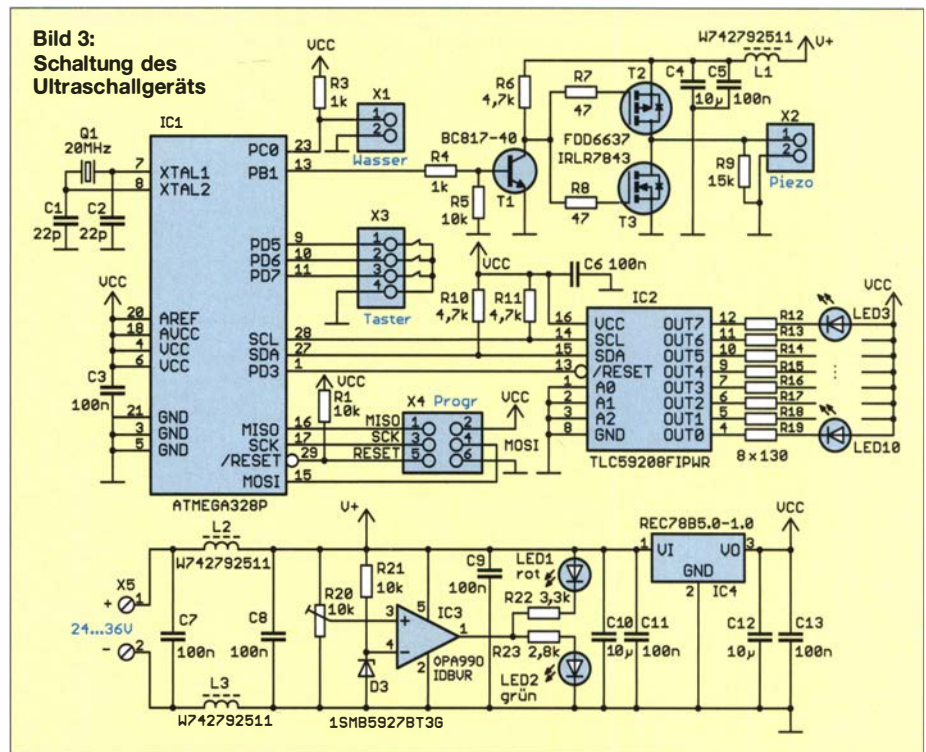 Bild 3:
Schaltung des
Ultraschallgeräts
VCC
R3
1k
X1
1
2
Wasser
IC1
Q1
20MHz
7
8
XTAL1
XTAL2
C1
22p
C2
22p
PC0
23
PB1
13
R4
1k
R5
10k
BC817-40
T1
R6
4,7k
R7
47
R8
47
T2
FDD6637
IRLR7843
T3
W742792511
L1
V+
C4
10µ
C5
100n
R9
15k
X2
1
2
Piezo
PD5
9
PD6
10
PD7
11
X3
1
2
3
4
Taster
VCC
20
AREF
18
AVCC
4
VCC
6
VCC
C3
100n
21
GND
3
GND
5
GND
SCL
28
SDA
27
PD3
1
MISO
16
SCK
17
/RESET
29
MOSI
15
ATMEGA328P
VCC
R1
10k
X4 Progr
MISO
SCK
RESET
1
2
3
4
5
6
VCC
MOSI
VCC
R10
4,7k
R11
4,7k
C6 100n
IC2
16
VCC
14
SCL
15
SDA
13
/RESET
1
A0
2
A1
3
A2
8
GND
OUT7
12
R12
OUT6
11
R13
OUT5
10
R14
OUT4
9
R15
OUT3
7
R16
OUT2
6
R17
OUT1
5
R18
OUT0
4
R19
TLC59208FIPWR
8×130
VCC
LED3
LED10
X5
+
1
24...36V
-
2
L2
W742792511
C7
100n
C8
100n
L3
W742792511
V+
R20
10k
R21
10k
D3
1SMB5927BT3G
3
+
4
−
5
2
1
IC3
OPA990
IDBVR
C9
100n
LED1
rot
R22 3,3k
R23 2,8k
LED2
grün
C10
10µ
C11
100n
REC78B5.0-1.0
1
VI
VO
3
GND
2
IC4
VCC
C12
10µ
C13
100n